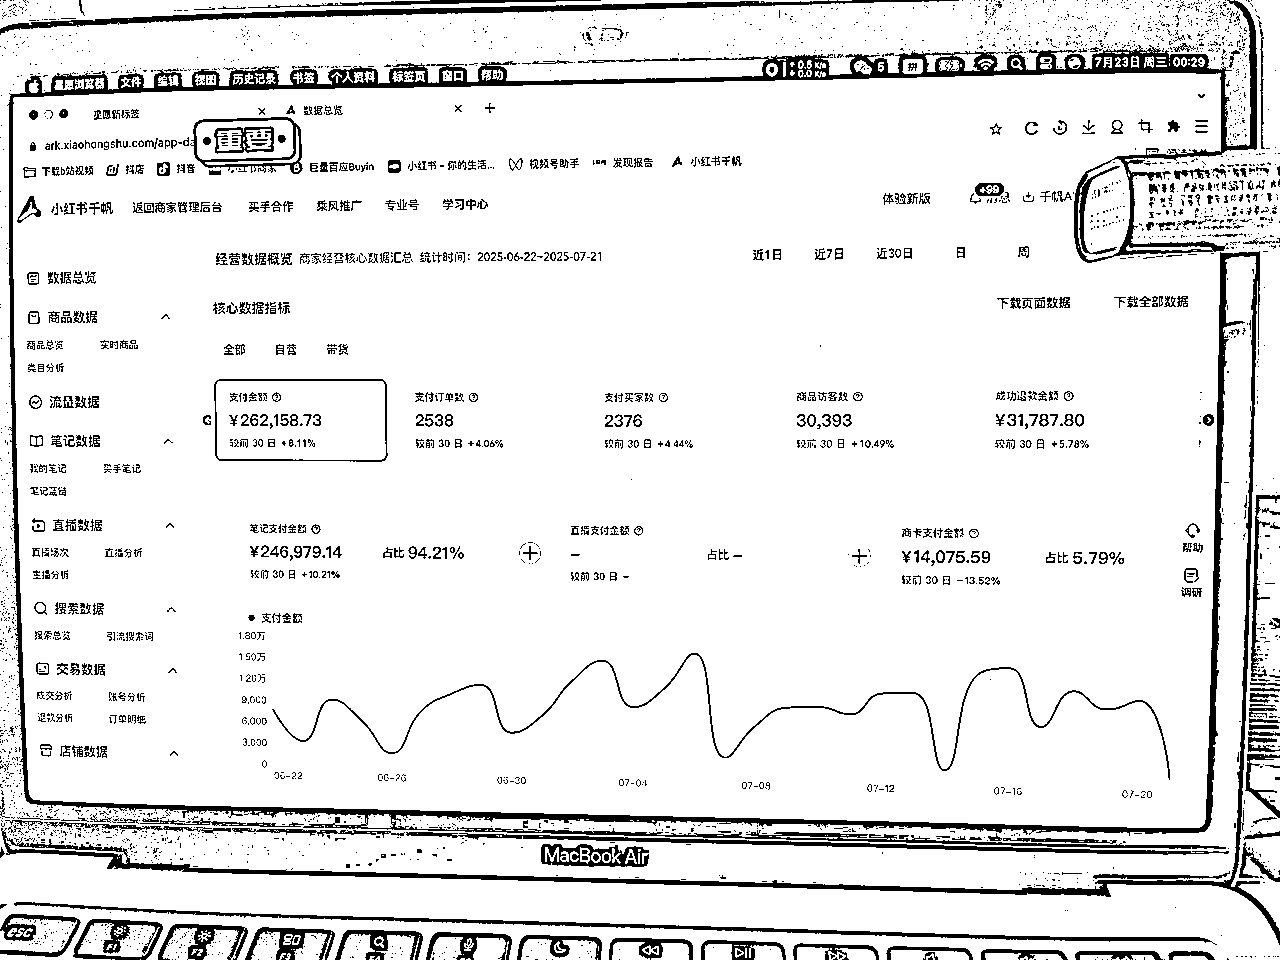 文件 编辑 视图 历史记录 书签 个人资料 标签页 窗口 帮助
7月23日 周三 00:29
星愿新标签
数据总览
ark.xiaohongshu.com/app-da
下载b站视频 抖店 抖音 巨量百应Buyin 小红书 - 你的生活... 视频号助手 发现报告 小红书千帆
小红书千帆 返回商家管理后台 买手合作 乘风推广 专业号 学习中心 体验新版 +99 千帆A
经营数据概览 商家经营核心数据汇总 统计时间：2025-06-22~2025-07-21 近1日 近7日 近30日 日 周
数据总览
商品数据
商品总览 实时商品
类目分析
流量数据
笔记数据
我的笔记 买手笔记
笔记蓝链
直播数据
直播场次 直播分析
主播分析
搜索数据
搜索总览 引流搜索词
交易数据
成交分析 账号分析
退款分析 订单明细
店铺数据
核心数据指标 下载页面数据 下载全部数据
全部 自营 带货
支付金额
¥262,158.73
较前 30 日 +8.11%
支付订单数
2538
较前 30 日 +4.06%
支付买家数
2376
较前 30 日 +4.44%
商品访客数
30,393
较前 30 日 +10.49%
成功退款金额
¥31,787.80
较前 30 日 +5.78%
笔记支付金额
¥246,979.14 占比 94.21%
较前 30 日 +10.21%
直播支付金额
– 占比 –
较前 30 日 -
商卡支付金额
¥14,075.59 占比 5.79%
较前 30 日 -13.52%
帮助
调研
支付金额
1.80万
1.50万
1.20万
9,000
6,000
3,000
0
06-22 06-26 06-30 07-04 07-08 07-12 07-16 07-20
MacBook Air
esc